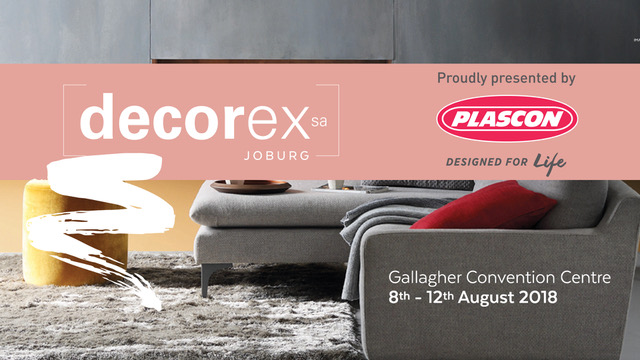 decorex sa
JOBURG
Proudly presented by
PLASCON
DESIGNED FOR Life
Gallagher Convention Centre
8th - 12th August 2018